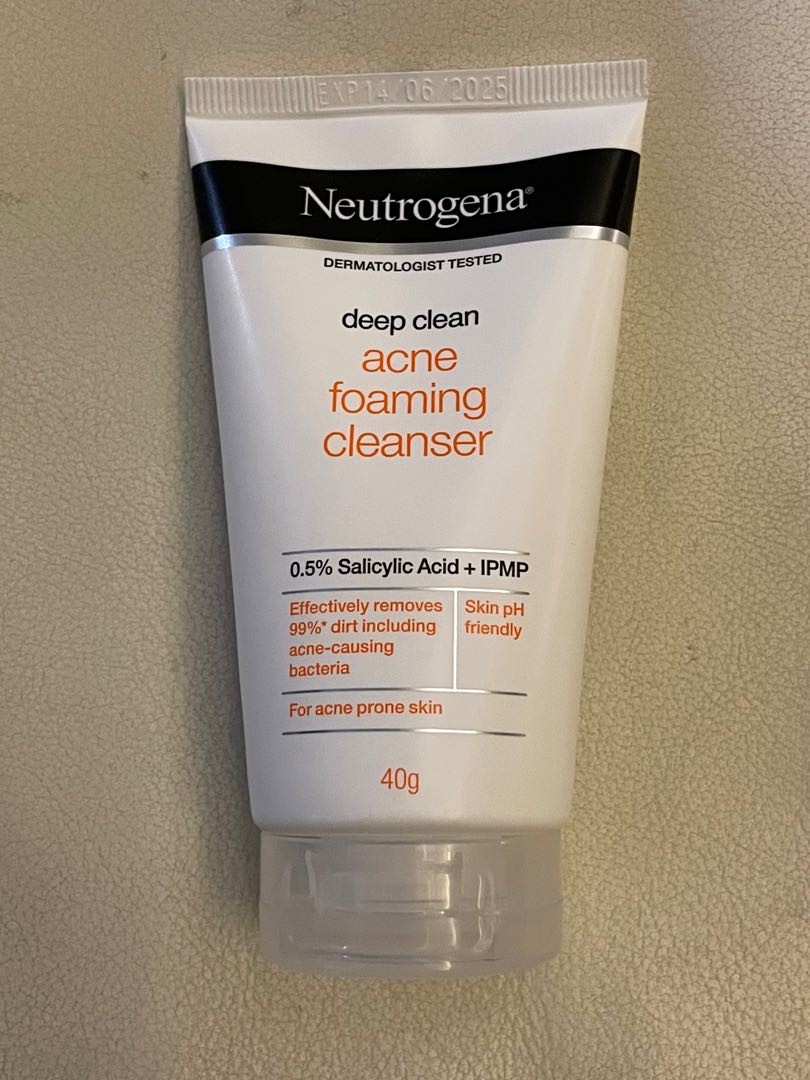 EXP 14/06/2025
Neutrogena®
DERMATOLOGIST TESTED
deep clean
acne
foaming
cleanser
0.5% Salicylic Acid + IPMP
Effectively removes
99%* dirt including
acne-causing
bacteria
Skin pH
friendly
For acne prone skin
40g